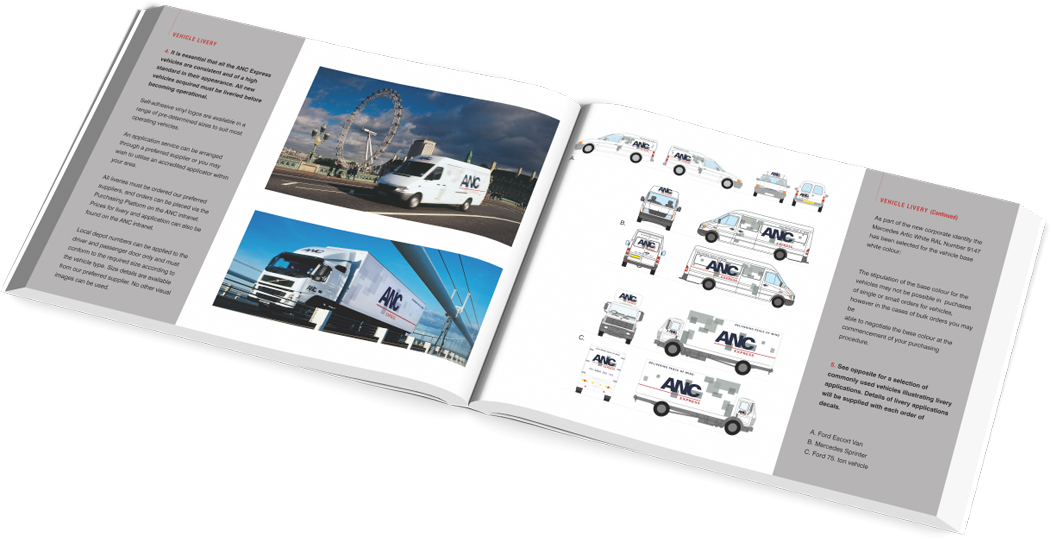 VEHICLE LIVERY
4. It is essential that all the ANC Express
vehicles are consistent and of a high
standard in their appearance. All new
vehicles acquired must be liveried before
becoming operational.
Self-adhesive vinyl logos are available in a
range of pre-determined sizes to suit most
operating vehicles.
An application service can be arranged
through a preferred supplier or you may
wish to utilise an accredited applicator within
your area.
All liveries must be ordered our preferred
suppliers, and orders can be placed via the
Purchasing Platform on the ANC intranet.
Prices for livery and application can also be
found on the ANC intranet.
Local depot numbers can be applied to the
driver and passenger door only and must
conform to the required size according to
the vehicle type. Size details are available
from our preferred supplier. No other visual
images can be used.
ANC
ANC
ANC
EXPRESS
A.
ANC
ANC
B.
ANC
ANC
EXPRESS
ANC
EXPRESS
C.
DELIVERING PEACE OF MIND
ANC
EXPRESS
ANC
DELIVERING PEACE OF MIND
ANC
EXPRESS
VEHICLE LIVERY (Continued)
As part of the new corporate identity the
Mercedes Artic White RAL Number 9147
has been selected for the vehicle base
white colour:
The stipulation of the base colour for the
vehicles may not be possible in purchases
of single or small orders for vehicles,
however in the cases of bulk orders you may
be
able to negotiate the base colour at the
commencement of your purchasing
procedure.
5. See opposite for a selection of
commonly used vehicles illustrating livery
applications. Details of livery applications
will be supplied with each order of
decals.
A. Ford Escort Van
B. Mercedes Sprinter
C. Ford 75. ton vehicle